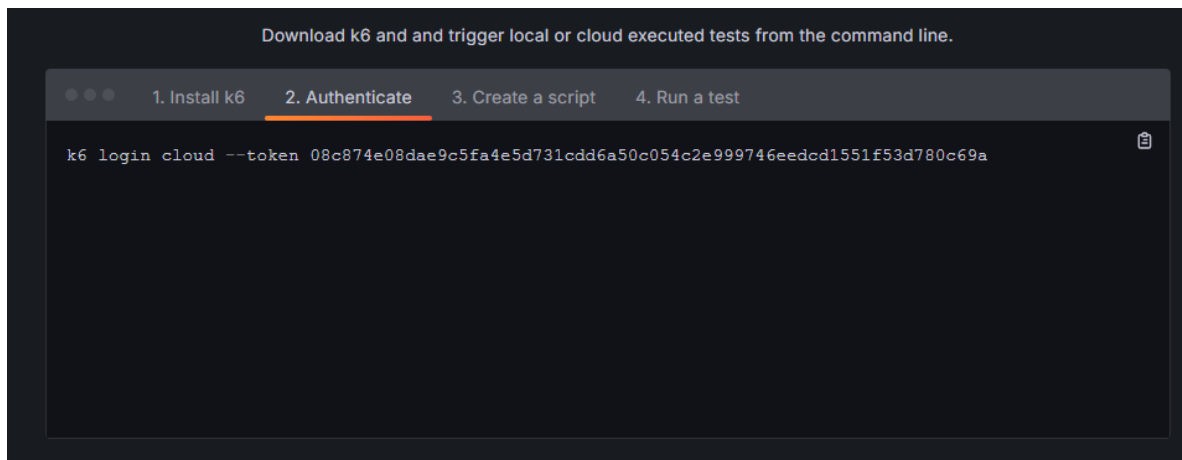 Download k6 and and trigger local or cloud executed tests from the command line.
1. Install k6 2. Authenticate 3. Create a script 4. Run a test
k6 login cloud --token 08c874e08dae9c5fa4e5d731cdd6a50c054c2e999746eedcd1551f53d780c69a